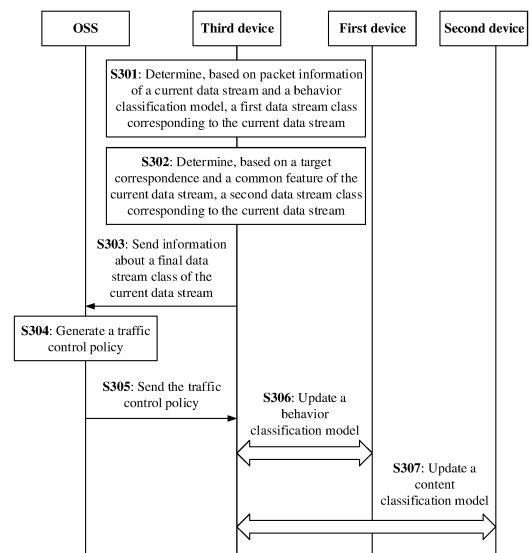 OSS
Third device
First device
Second device
S301: Determine, based on packet information
of a current data stream and a behavior
classification model, a first data stream class
corresponding to the current data stream
S302: Determine, based on a target
correspondence and a common feature of the
current data stream, a second data stream class
corresponding to the current data stream
S303: Send information
about a final data
stream class of the
current data stream
S304: Generate a traffic
control policy
S305: Send the traffic
control policy
S306: Update a
behavior
classification model
S307: Update a
content
classification model